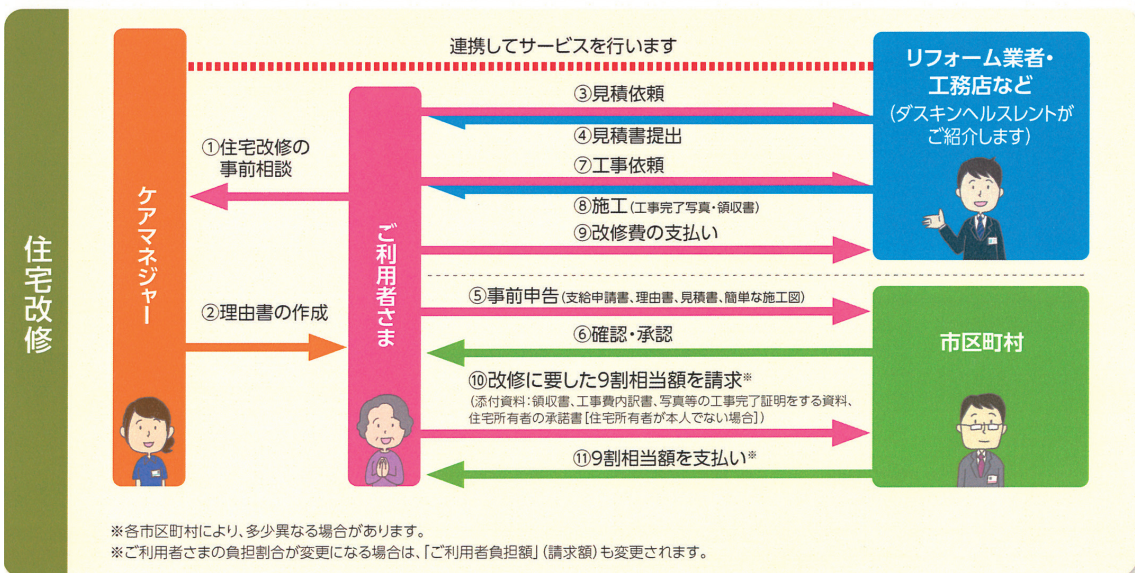 住宅改修
連携してサービスを行います
ケアマネジャー
ご利用者さま
リフォーム業者・
工務店など
(ダスキンヘルスレントが
ご紹介します)
①住宅改修の
事前相談
②理由書の作成
③見積依頼
④見積書提出
⑦工事依頼
⑧施工(工事完了写真・領収書)
⑨改修費の支払い
⑤事前申告(支給申請書、理由書、見積書、簡単な施工図)
⑥確認・承認
市区町村
⑩改修に要した9割相当額を請求※
(添付資料:領収書、工事費内訳書、写真等の工事完了証明をする資料、
住宅所有者の承諾書[住宅所有者が本人でない場合])
⑪9割相当額を支払い※
※各市区町村により、多少異なる場合があります。
※ご利用者さまの負担割合が変更になる場合は、「ご利用者負担額」(請求額)も変更されます。